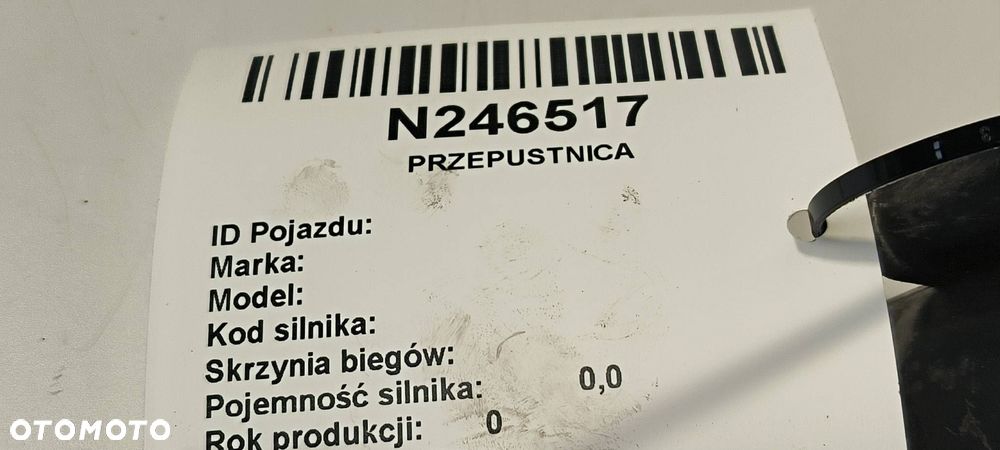 N246517
PRZEPUSTNICA
ID Pojazdu:
Marka:
Model:
Kod silnika:
Skrzynia biegów:
Pojemność silnika: 0,0
Rok produkcji: 0
OTOMOTO